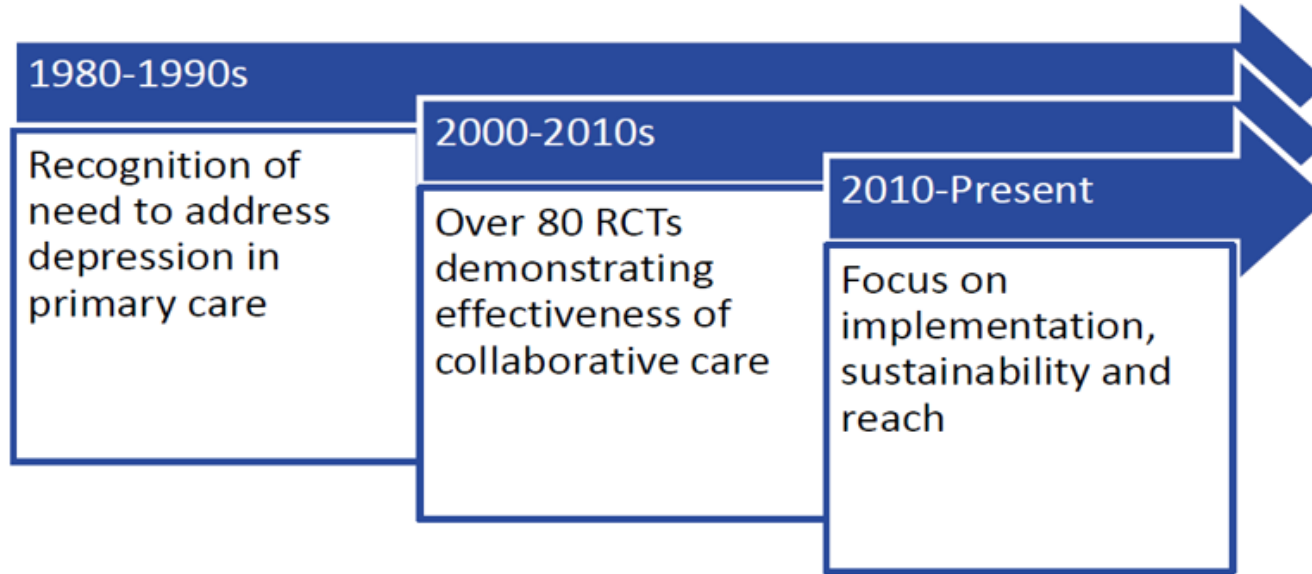 1980-1990s
Recognition of
need to address
depression in
primary care
2000-2010s
Over 80 RCTs
demonstrating
effectiveness of
collaborative care
2010-Present
Focus on
implementation,
sustainability and
reach